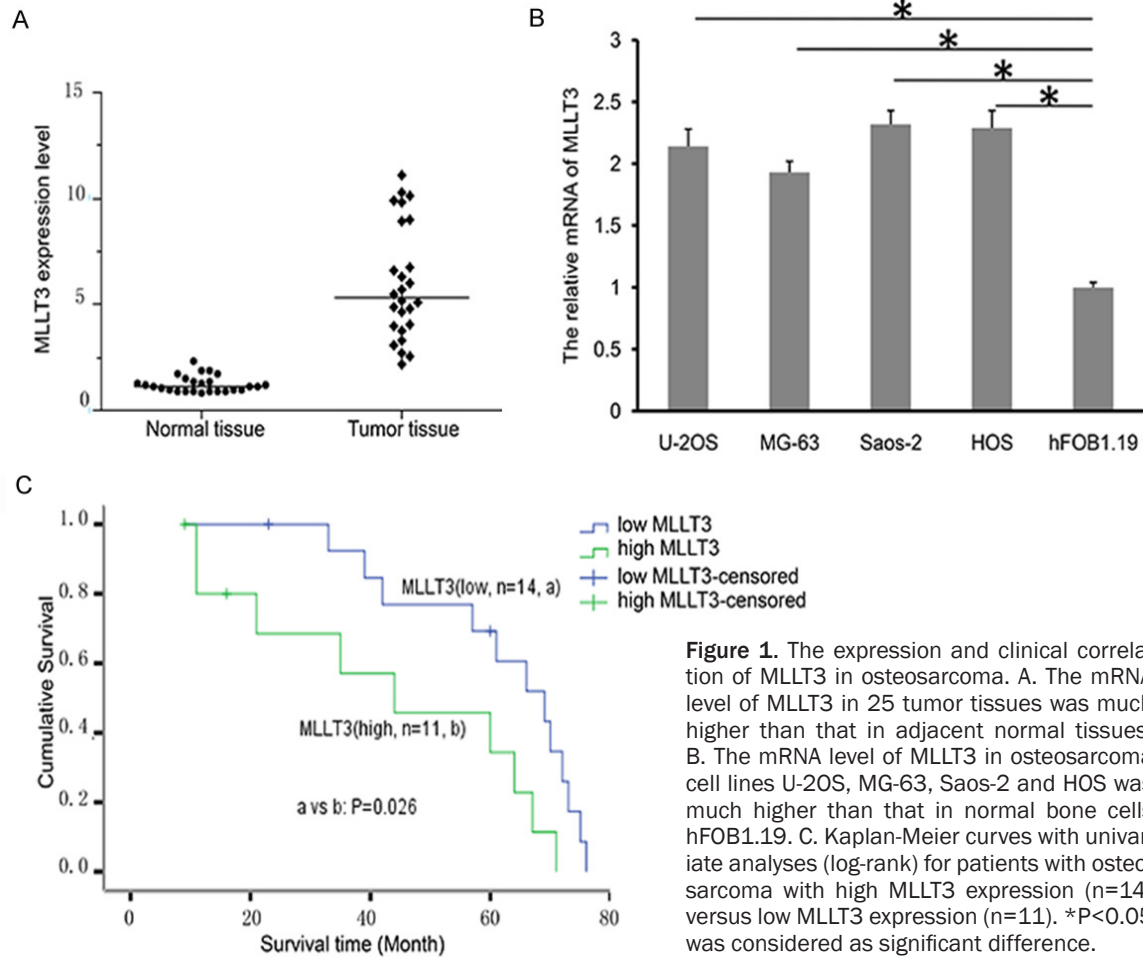 A
MLLT3 expression level
15
10
5
0
Normal tissue
Tumor tissue
B
The relative mRNA of MLLT3
3
2.5
2
1.5
1
0.5
0
*
*
*
*
U-2OS
MG-63
Saos-2
HOS
hFOB1.19
C
Cumulative Survival
1.0
0.8
0.6
0.4
0.2
0.0
MLLT3(low, n=14, a)
MLLT3(high, n=11, b)
a vs b: P=0.026
0
20
40
60
80
Survival time (Month)
low MLLT3
high MLLT3
low MLLT3-censored
high MLLT3-censored
Figure 1. The expression and clinical correla
tion of MLLT3 in osteosarcoma. A. The mRNA
level of MLLT3 in 25 tumor tissues was much
higher than that in adjacent normal tissues
B. The mRNA level of MLLT3 in osteosarcoma
cell lines U-2OS, MG-63, Saos-2 and HOS was
much higher than that in normal bone cells
hFOB1.19. C. Kaplan-Meier curves with univar
iate analyses (log-rank) for patients with osteo
sarcoma with high MLLT3 expression (n=14
versus low MLLT3 expression (n=11). *P<0.05
was considered as significant difference.